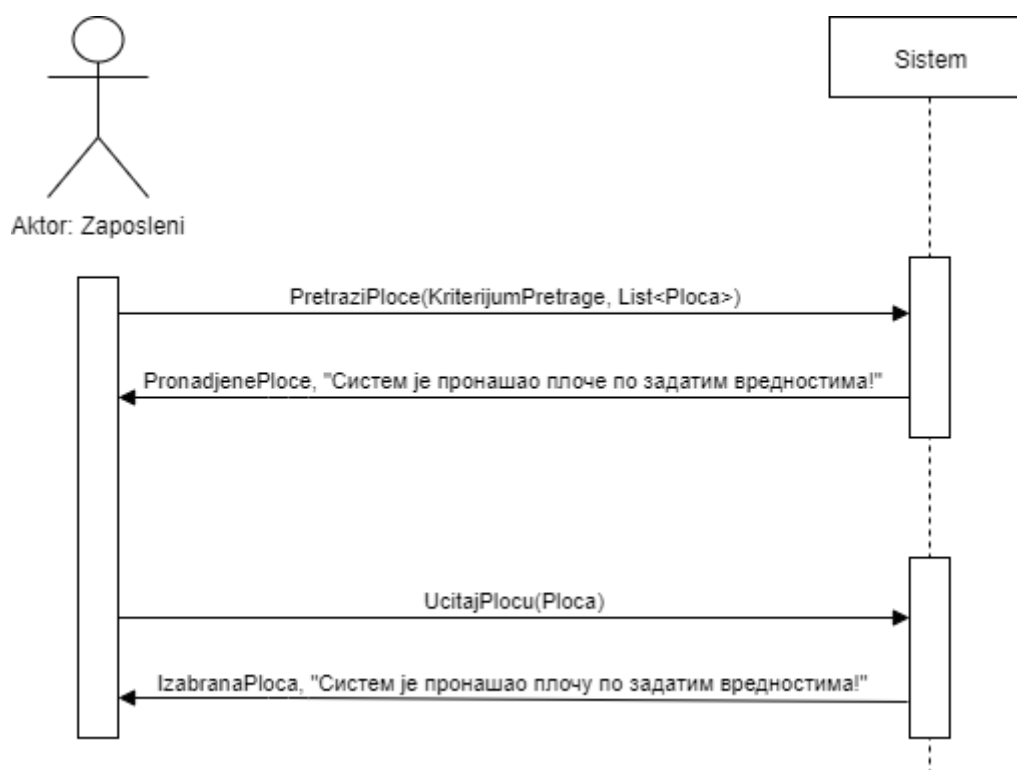 Sistem
Aktor: Zaposleni
PretraziPloce(KriterijumPretrage, List<Ploca>)
PronadjenePloce, "Систем је пронашао плоче по задатим вредностима!"
UcitajPlocu(Ploca)
IzabranaPloca, "Систем је пронашао плочу по задатим вредностима!"